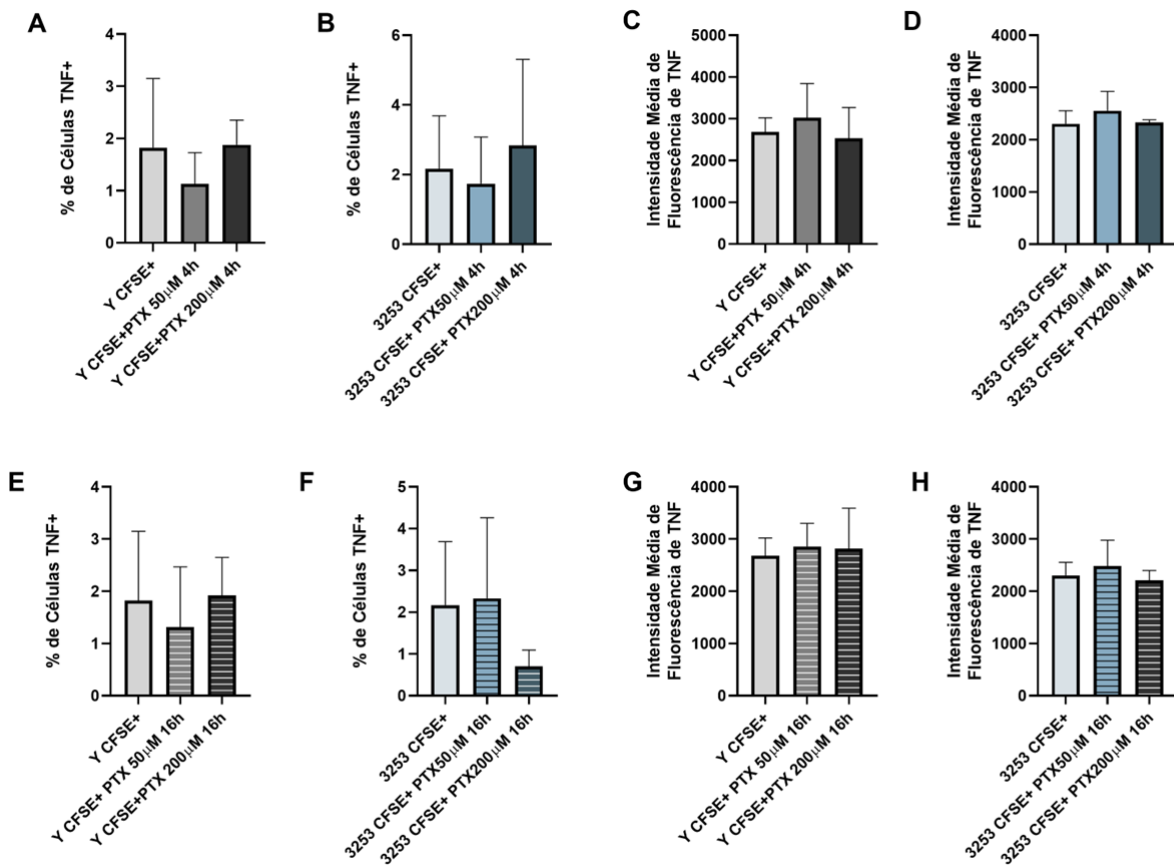 A
% de Células TNF+
4
3
2
1
0
Y CFSE+
Y CFSE+PTX 50μM 4h
Y CFSE+PTX 200μM 4h
B
% de Células TNF+
6
4
2
0
3253 CFSE+
3253 CFSE+ PTX50μM 4h
3253 CFSE+ PTX200μM 4h
C
Intensidade Média de
Fluorescência de TNF
5000
4000
3000
2000
1000
0
Y CFSE+
Y CFSE+PTX 50μM 4h
Y CFSE+PTX 200μM 4h
D
Intensidade Média de
Fluorescência de TNF
4000
3000
2000
1000
0
3253 CFSE+
3253 CFSE+ PTX50μM 4h
3253 CFSE+ PTX200μM 4h
E
% de Células TNF+
4
3
2
1
0
Y CFSE+
Y CFSE+ PTX 50μM 16h
Y CFSE+PTX 200μM 16h
F
% de Células TNF+
5
4
3
2
1
0
3253 CFSE+
3253 CFSE+ PTX50μM 16h
3253 CFSE+ PTX200μM 16h
G
Intensidade Média de
Fluorescência de TNF
4000
3000
2000
1000
0
Y CFSE+
Y CFSE+ PTX 50μM 16h
Y CFSE+PTX 200μM 16h
H
Intensidade Média de
Fluorescência de TNF
4000
3000
2000
1000
0
3253 CFSE+
3253 CFSE+ PTX50μM 16h
3253 CFSE+ PTX200μM 16h